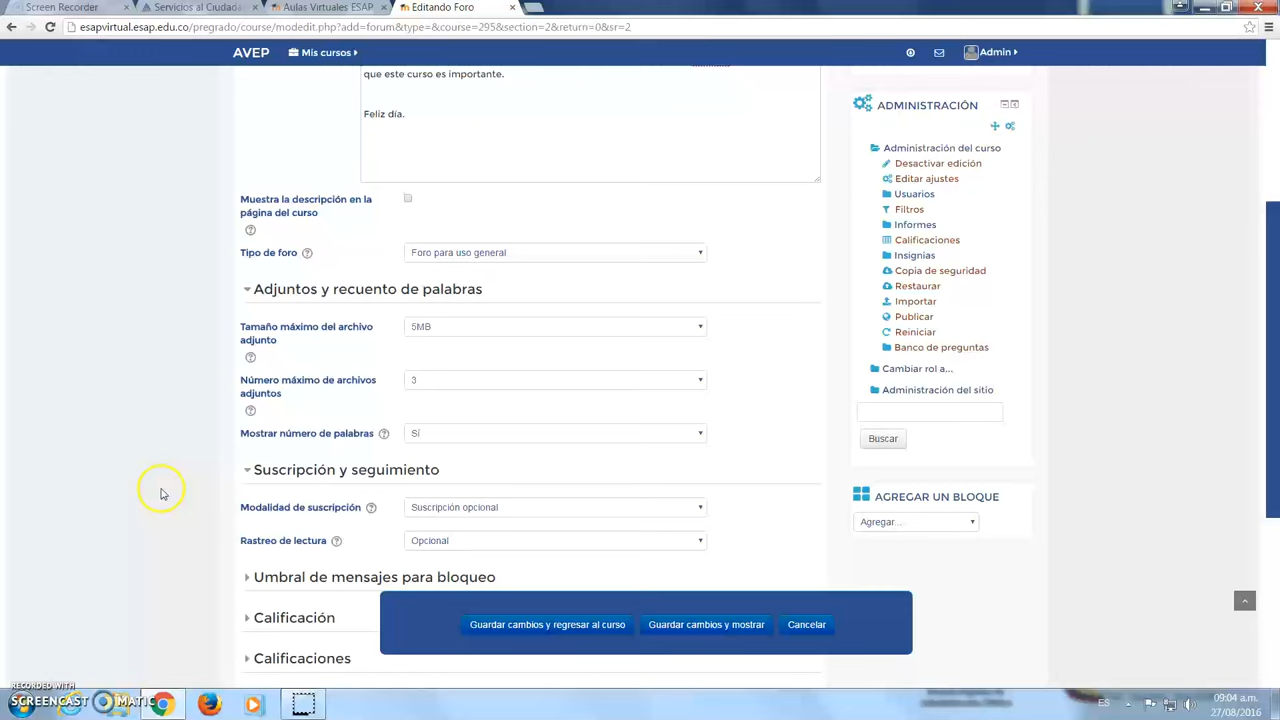 Screen Recorder
Servicios al Ciudada
Aulas Virtuales ESAP
Editando Foro
esapvirtual.esap.edu.co/pregrado/course/modedit.php?add=forum&type=&course=295&section=2&return=0&sr=2
AVEP
Mis cursos
Admin
que este curso es importante.
Feliz día.
Muestra la descripción en la
página del curso
Tipo de foro
Foro para uso general
Adjuntos y recuento de palabras
Tamaño máximo del archivo
adjunto
5MB
Número máximo de archivos
adjuntos
3
Mostrar número de palabras
Sí
Suscripción y seguimiento
Modalidad de suscripción
Suscripción opcional
Rastreo de lectura
Opcional
Umbral de mensajes para bloqueo
Calificación
Calificaciones
Guardar cambios y regresar al curso
Guardar cambios y mostrar
Cancelar
ADMINISTRACIÓN
Administración del curso
Desactivar edición
Editar ajustes
Usuarios
Filtros
Informes
Calificaciones
Insignias
Copia de seguridad
Restaurar
Importar
Publicar
Reiniciar
Banco de preguntas
Cambiar rol a...
Administración del sitio
Buscar
AGREGAR UN BLOQUE
Agregar...
RECORDED WITH
SCREENCAST MATIC
ES
09:04 a.m.
27/08/2016